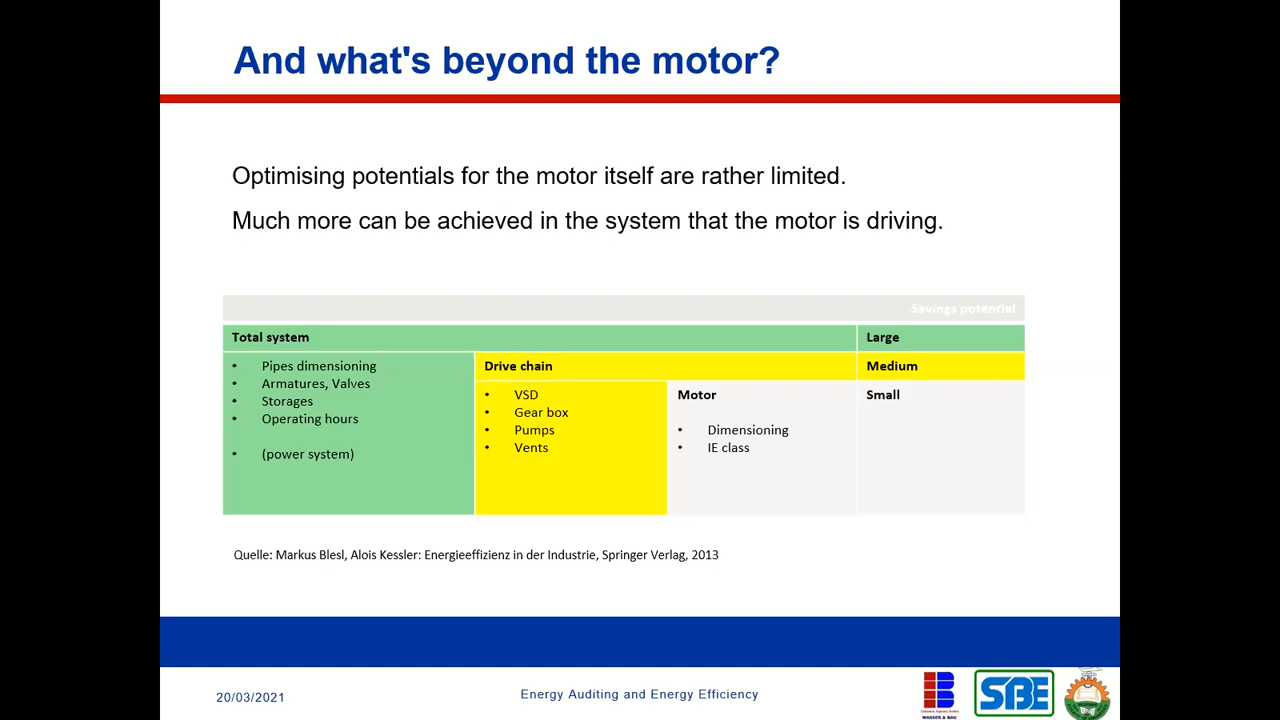 And what's beyond the motor?
Optimising potentials for the motor itself are rather limited.
Much more can be achieved in the system that the motor is driving.
Savings potential
Total system
Large
• Pipes dimensioning
• Armatures, Valves
• Storages
• Operating hours
• (power system)
Drive chain
Medium
• VSD
• Gear box
• Pumps
• Vents
Motor
• Dimensioning
• IE class
Small
Quelle: Markus Blesl, Alois Kessler: Energieeffizienz in der Industrie, Springer Verlag, 2013
20/03/2021
Energy Auditing and Energy Efficiency
WASSER & BAU
SBE